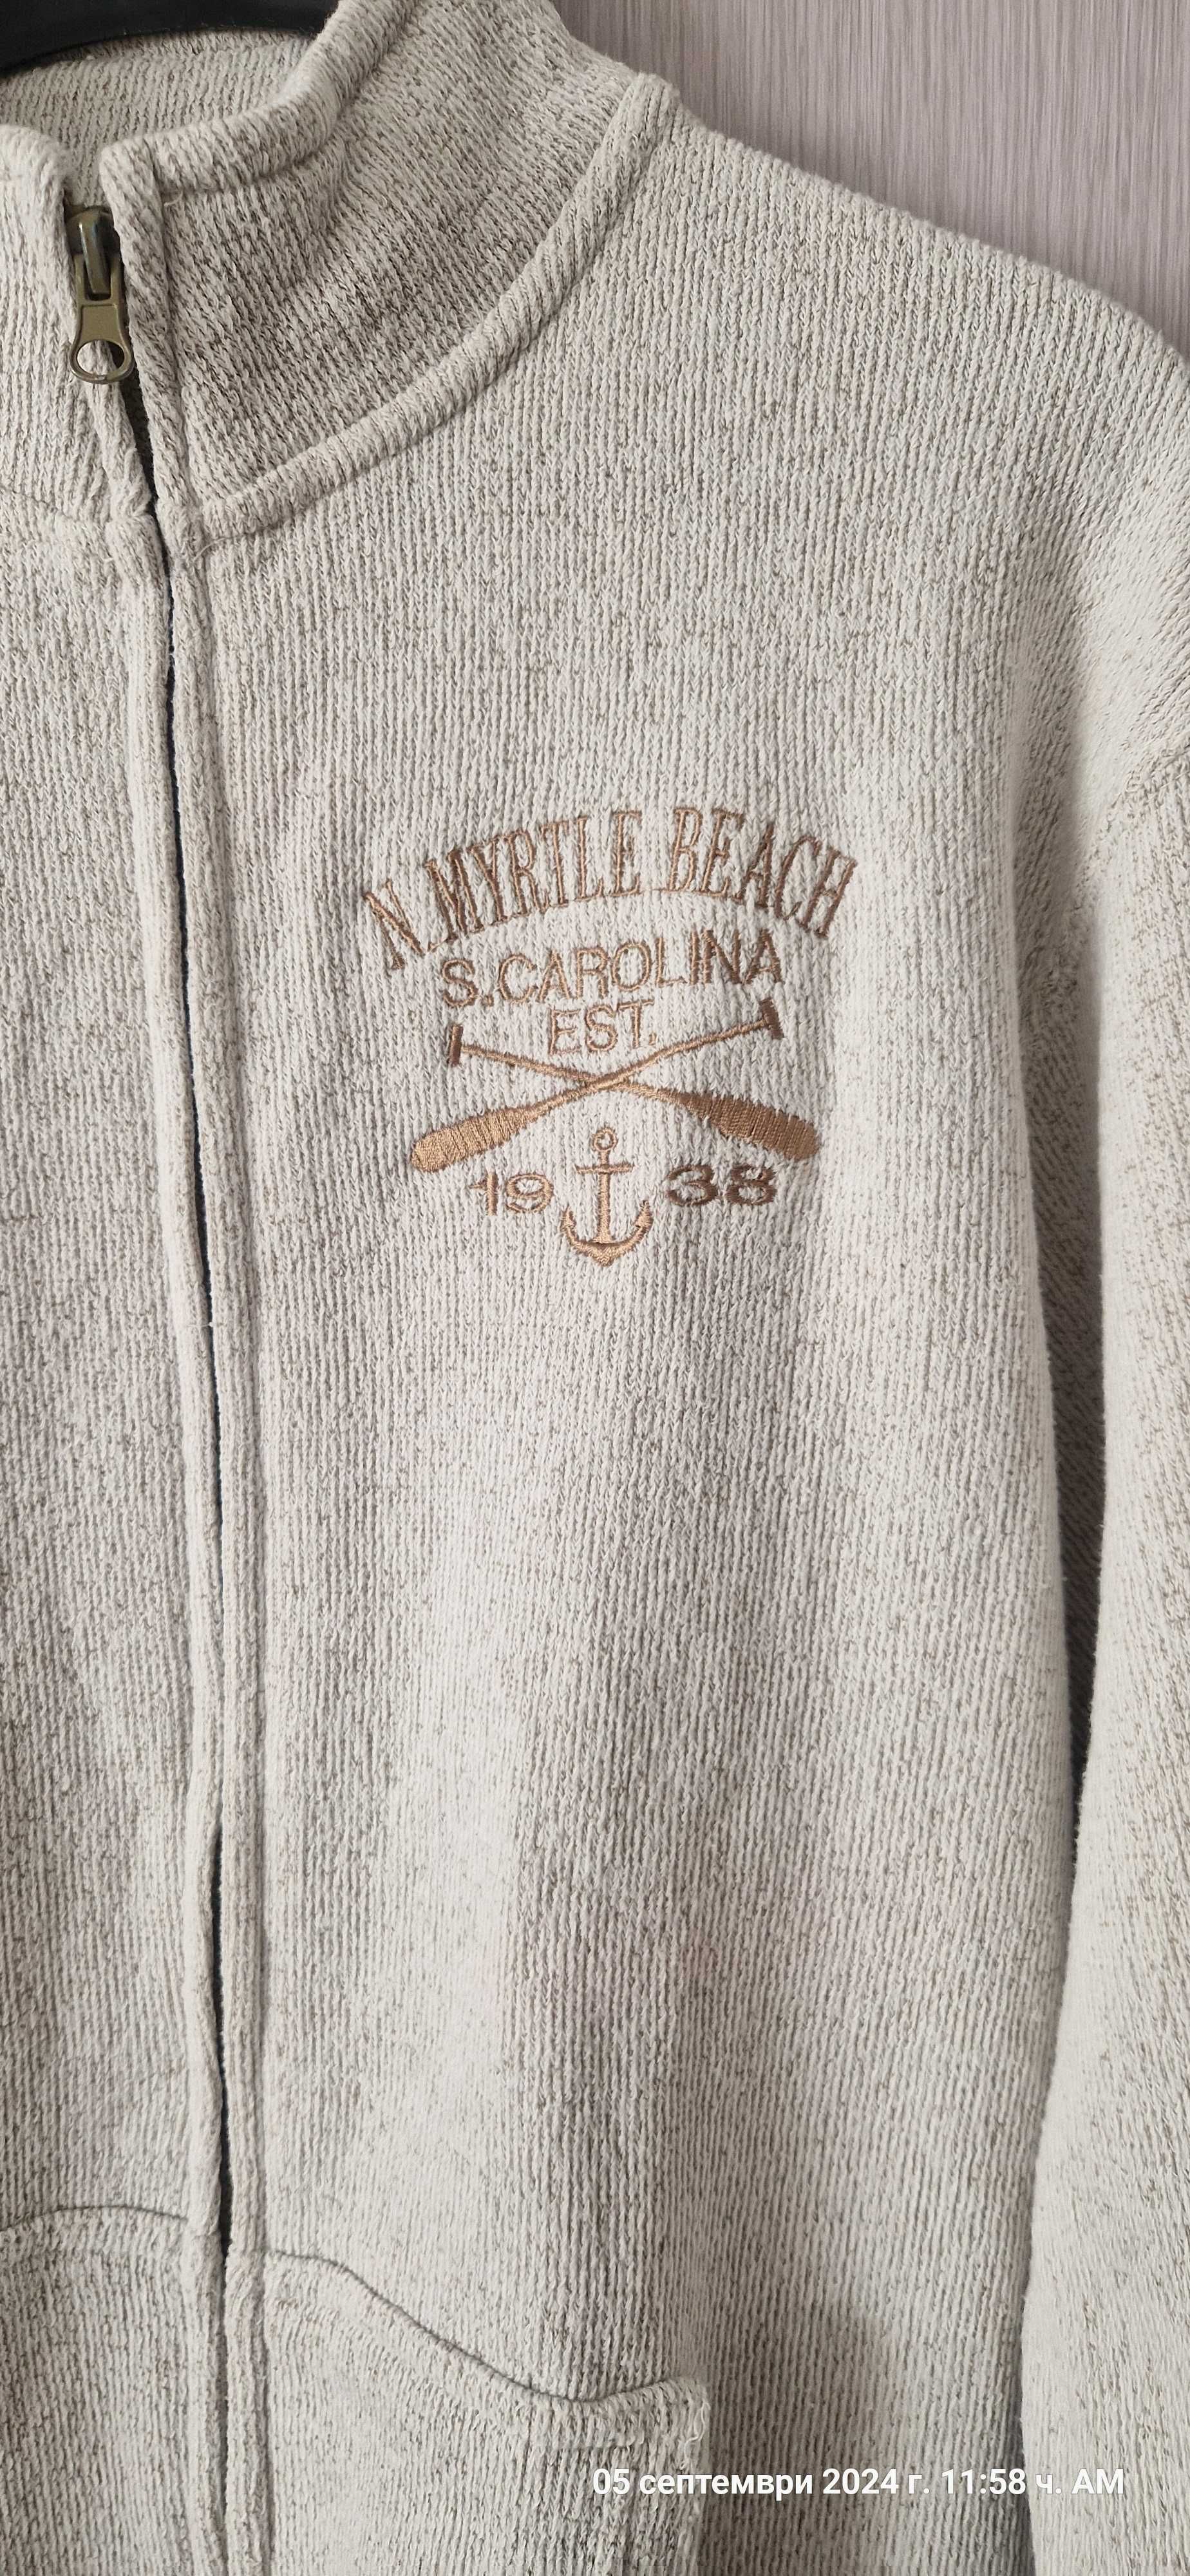 N. MYRTLE BEACH
S. CAROLINA
EST.
19 38
05 септември 2024 г. 11:58 ч. AM